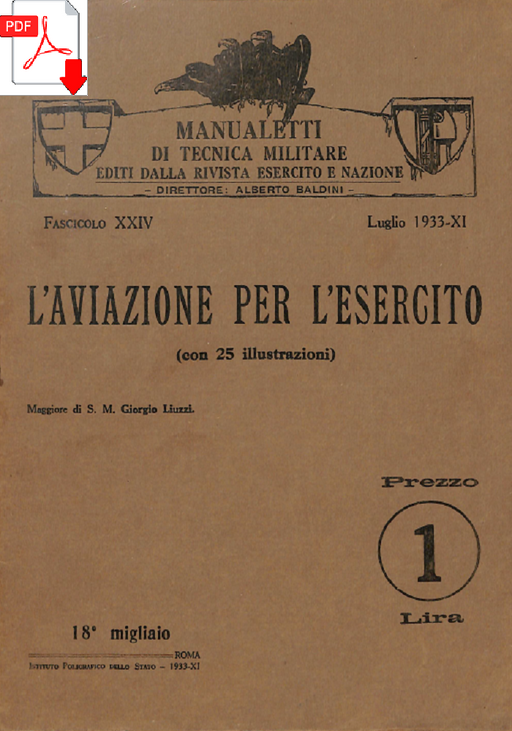 PDF
MANUALETTI
DI TECNICA MILITARE
EDITI DALLA RIVISTA ESERCITO E NAZIONE
– DIRETTORE: ALBERTO BALDINI –
FASCICOLO XXIV
Luglio 1933-XI
L'AVIAZIONE PER L'ESERCITO
(con 25 illustrazioni)
Maggiore di S. M. Giorgio Liuzzi.
Prezzo
1
Lira
18° migliaio
ROMA
ISTITUTO POLIGRAFICO DELLO STATO – 1933-XI